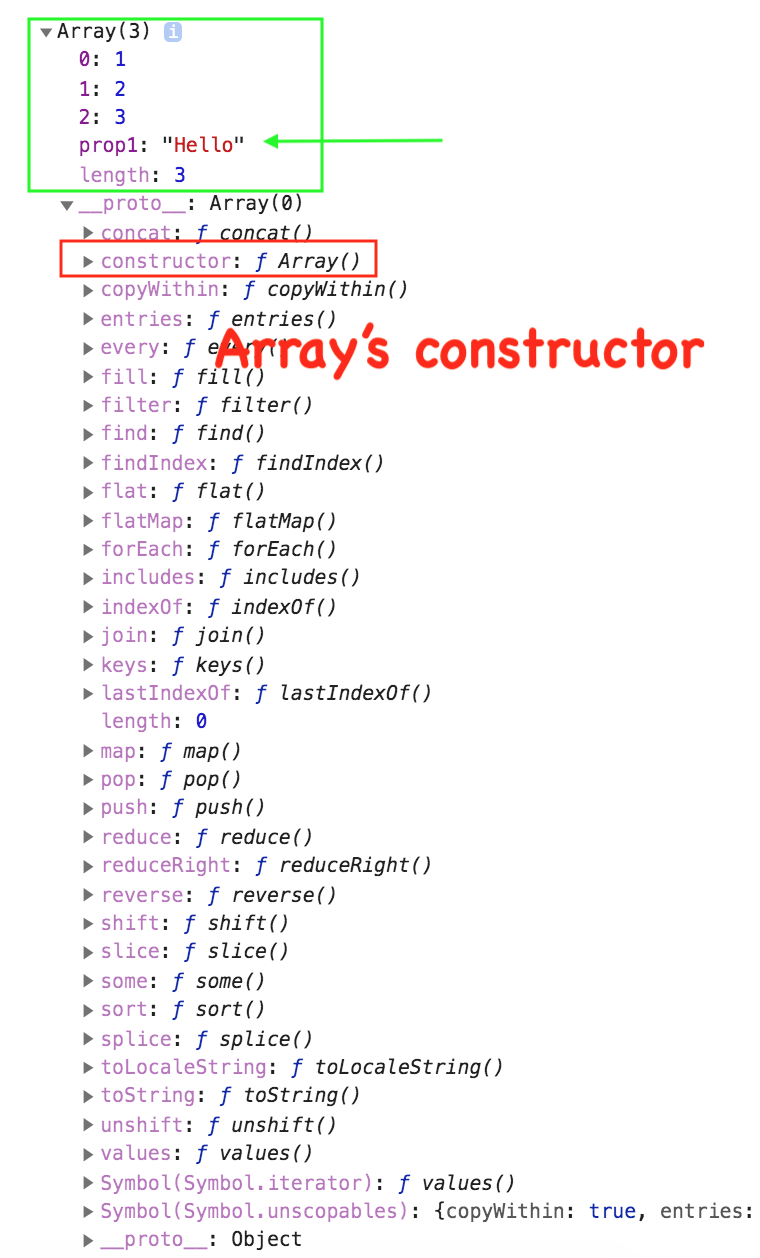 ▼Array(3) i
0: 1
1: 2
2: 3
prop1: "Hello"
length: 3
▼__proto__: Array(0)
▶concat: ƒ concat()
▶constructor: ƒ Array()
▶copyWithin: ƒ copyWithin()
▶entries: ƒ entries()
▶every: ƒ every()
Array's constructor
▶fill: ƒ fill()
▶filter: ƒ filter()
▶find: ƒ find()
▶findIndex: ƒ findIndex()
▶flat: ƒ flat()
▶flatMap: ƒ flatMap()
▶forEach: ƒ forEach()
▶includes: ƒ includes()
▶indexOf: ƒ indexOf()
▶join: ƒ join()
▶keys: ƒ keys()
▶lastIndexOf: ƒ lastIndexOf()
length: 0
▶map: ƒ map()
▶pop: ƒ pop()
▶push: ƒ push()
▶reduce: ƒ reduce()
▶reduceRight: ƒ reduceRight()
▶reverse: ƒ reverse()
▶shift: ƒ shift()
▶slice: ƒ slice()
▶some: ƒ some()
▶sort: ƒ sort()
▶splice: ƒ splice()
▶toLocaleString: ƒ toLocaleString()
▶toString: ƒ toString()
▶unshift: ƒ unshift()
▶values: ƒ values()
▶Symbol(Symbol.iterator): ƒ values()
▶Symbol(Symbol.unscopables): {copyWithin: true, entries:
▶__proto__: Object